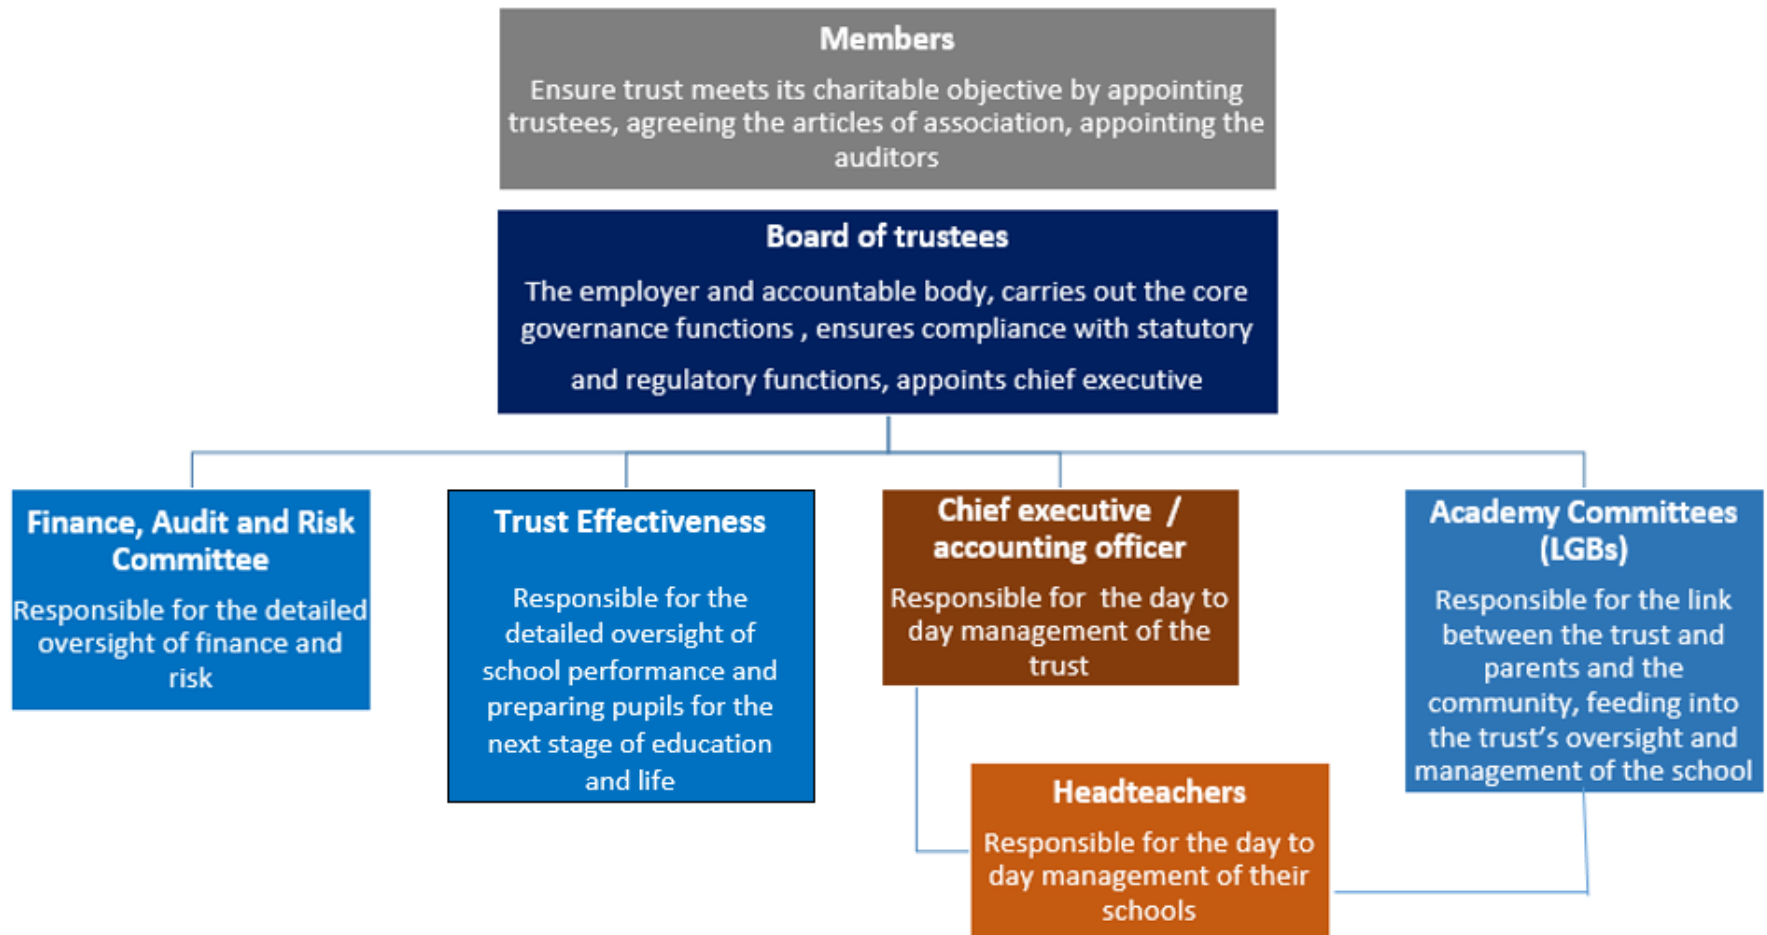 Members
Ensure trust meets its charitable objective by appointing
trustees, agreeing the articles of association, appointing the
auditors
Board of trustees
The employer and accountable body, carries out the core
governance functions , ensures compliance with statutory
and regulatory functions, appoints chief executive
Finance, Audit and Risk
Committee
Responsible for the detailed
oversight of finance and
risk
Trust Effectiveness
Responsible for the
detailed oversight of
school performance and
preparing pupils for the
next stage of education
and life
Chief executive /
accounting officer
Responsible for the day to
day management of the
trust
Academy Committees
(LGBs)
Responsible for the link
between the trust and
parents and the
community, feeding into
the trust’s oversight and
management of the school
Headteachers
Responsible for the day to
day management of their
schools